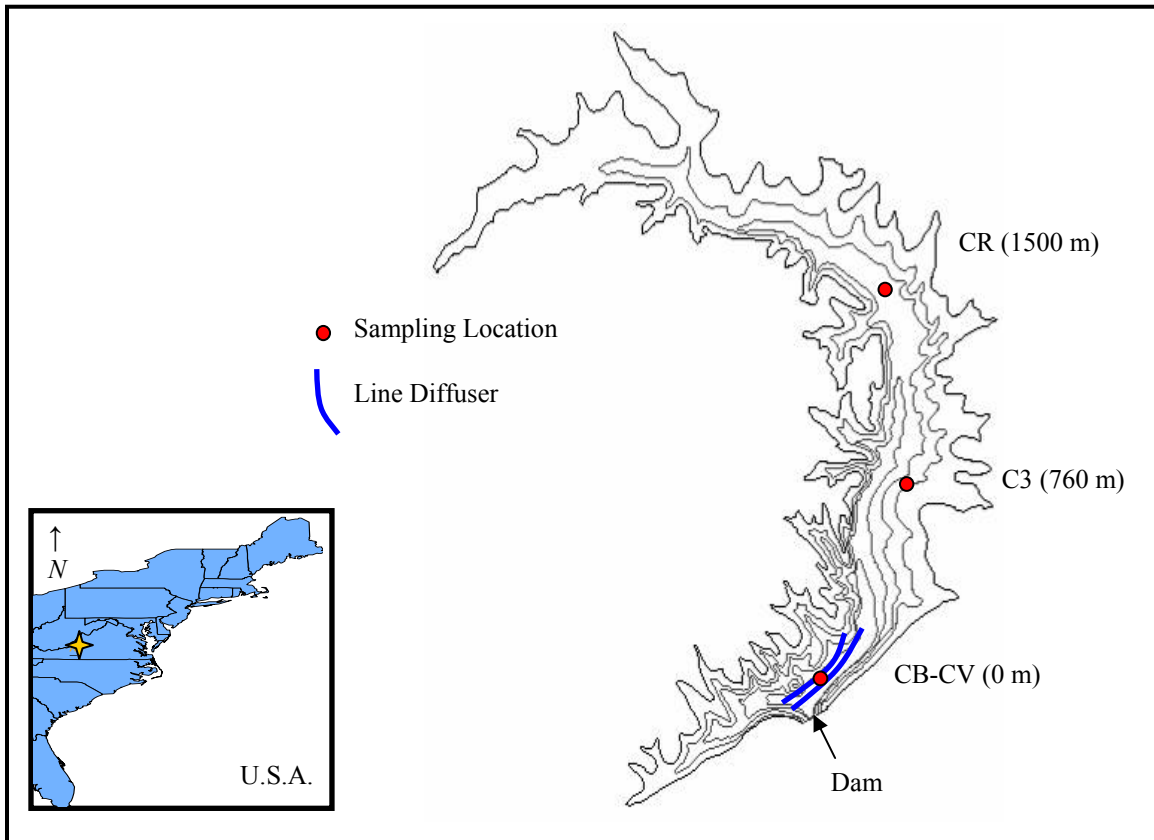 CR (1500 m)
Sampling Location
Line Diffuser
C3 (760 m)
↑
N
CB-CV (0 m)
U.S.A.
Dam